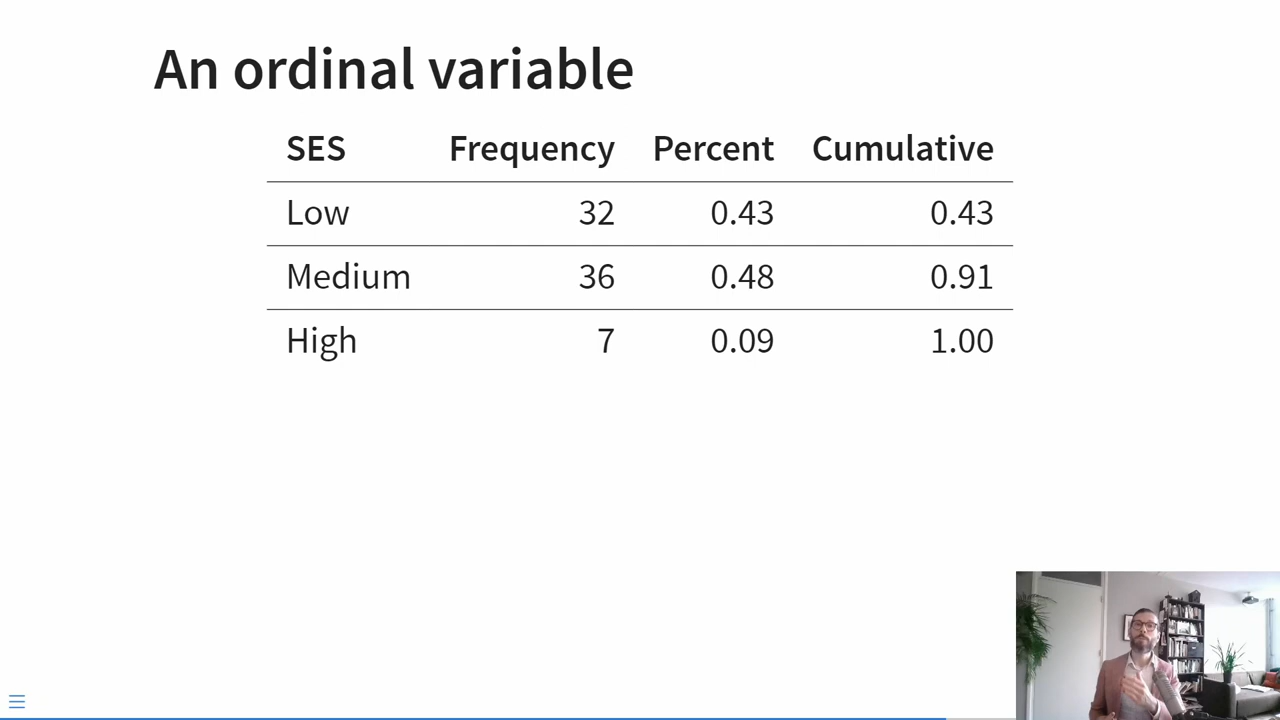 An ordinal variable
SES Frequency Percent Cumulative
Low 32 0.43 0.43
Medium 36 0.48 0.91
High 7 0.09 1.00